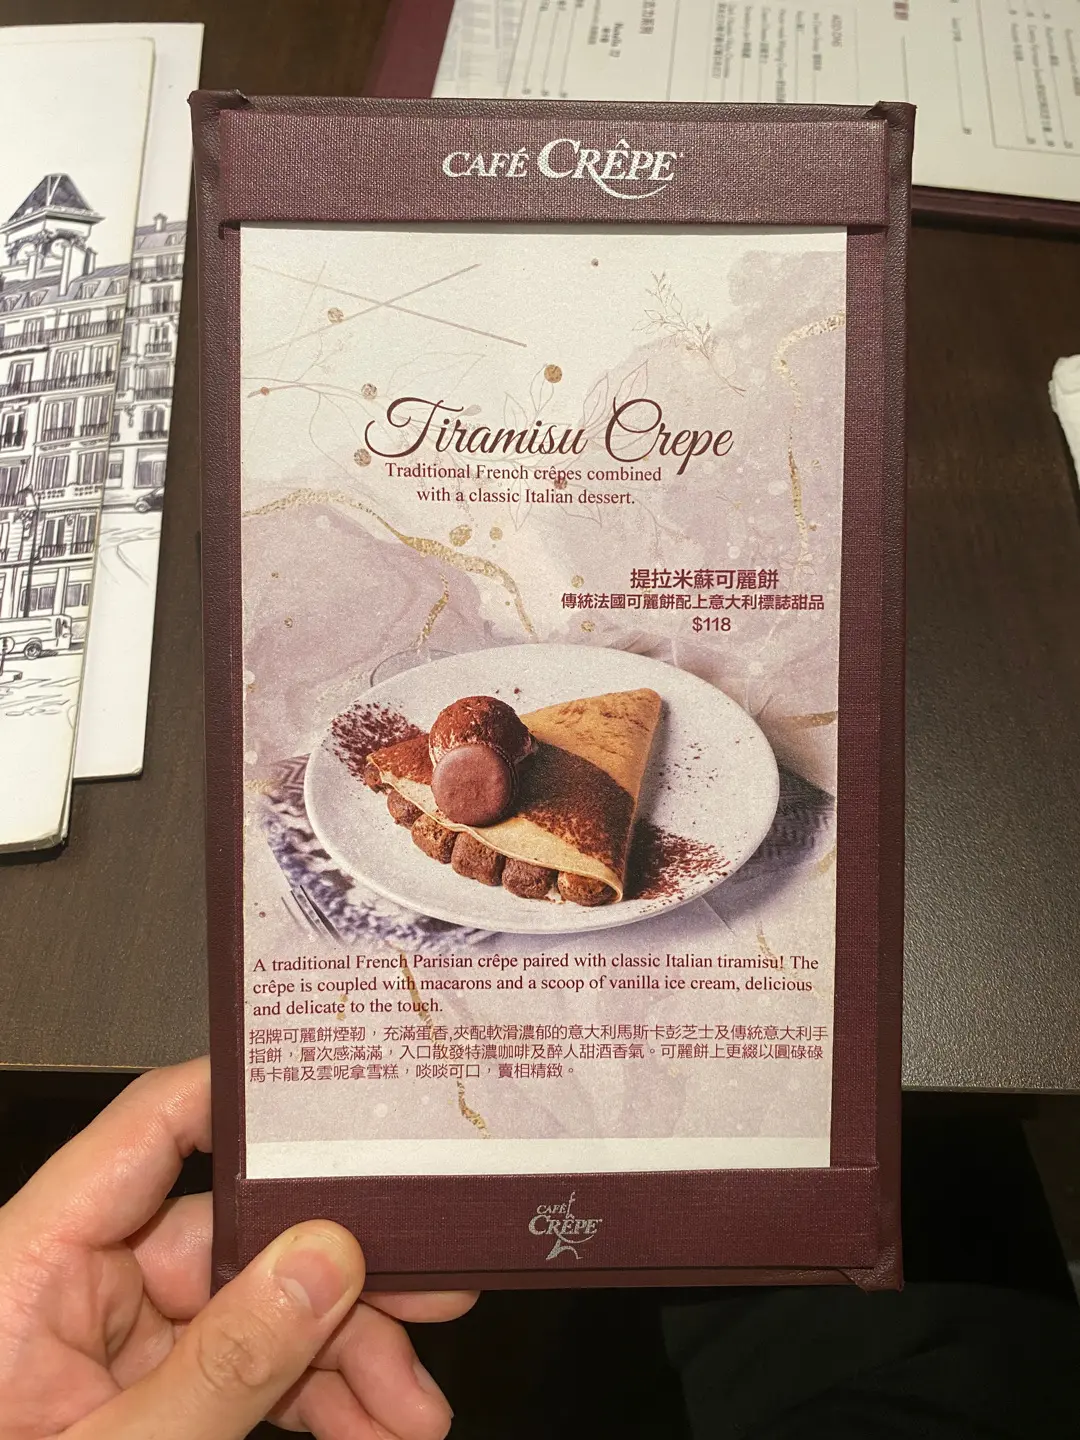 CAFÉ CRÊPE
Tiramisu Crepe
Traditional French crêpes combined
with a classic Italian dessert.
提拉米蘇可麗餅
傳統法國可麗餅配上意大利標誌甜品
$118
A traditional French Parisian crêpe paired with classic Italian tiramisu! The
crêpe is coupled with macarons and a scoop of vanilla ice cream, delicious
and delicate to the touch.
招牌可麗餅煙韌，充滿蛋香,夾配軟滑濃郁的意大利馬斯卡彭芝士及傳統意大利手
指餅，層次感滿滿，入口散發特濃咖啡及醉人甜酒香氣。可麗餅上更綴以圓碌碌
馬卡龍及雲呢拿雪糕，啖啖可口，賣相精緻。
CAFÉ
CRÊPE